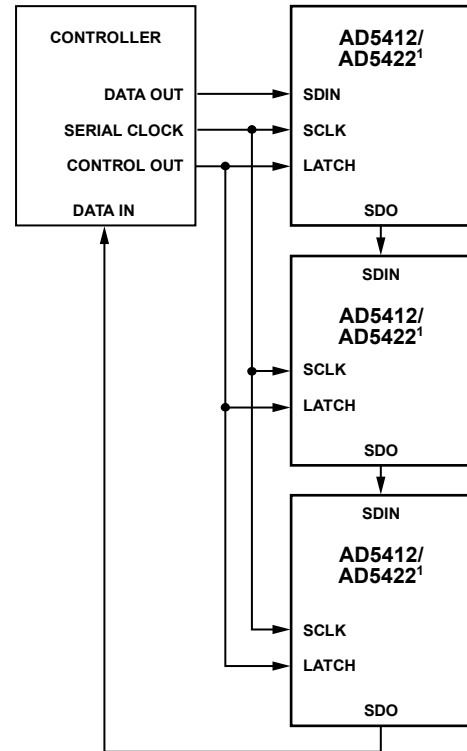 CONTROLLER
DATA OUT
SERIAL CLOCK
CONTROL OUT
DATA IN
AD5412/
AD5422¹
SDIN
SCLK
LATCH
SDO
SDIN
AD5412/
AD5422¹
SCLK
LATCH
SDO
SDIN
AD5412/
AD5422¹
SCLK
LATCH
SDO